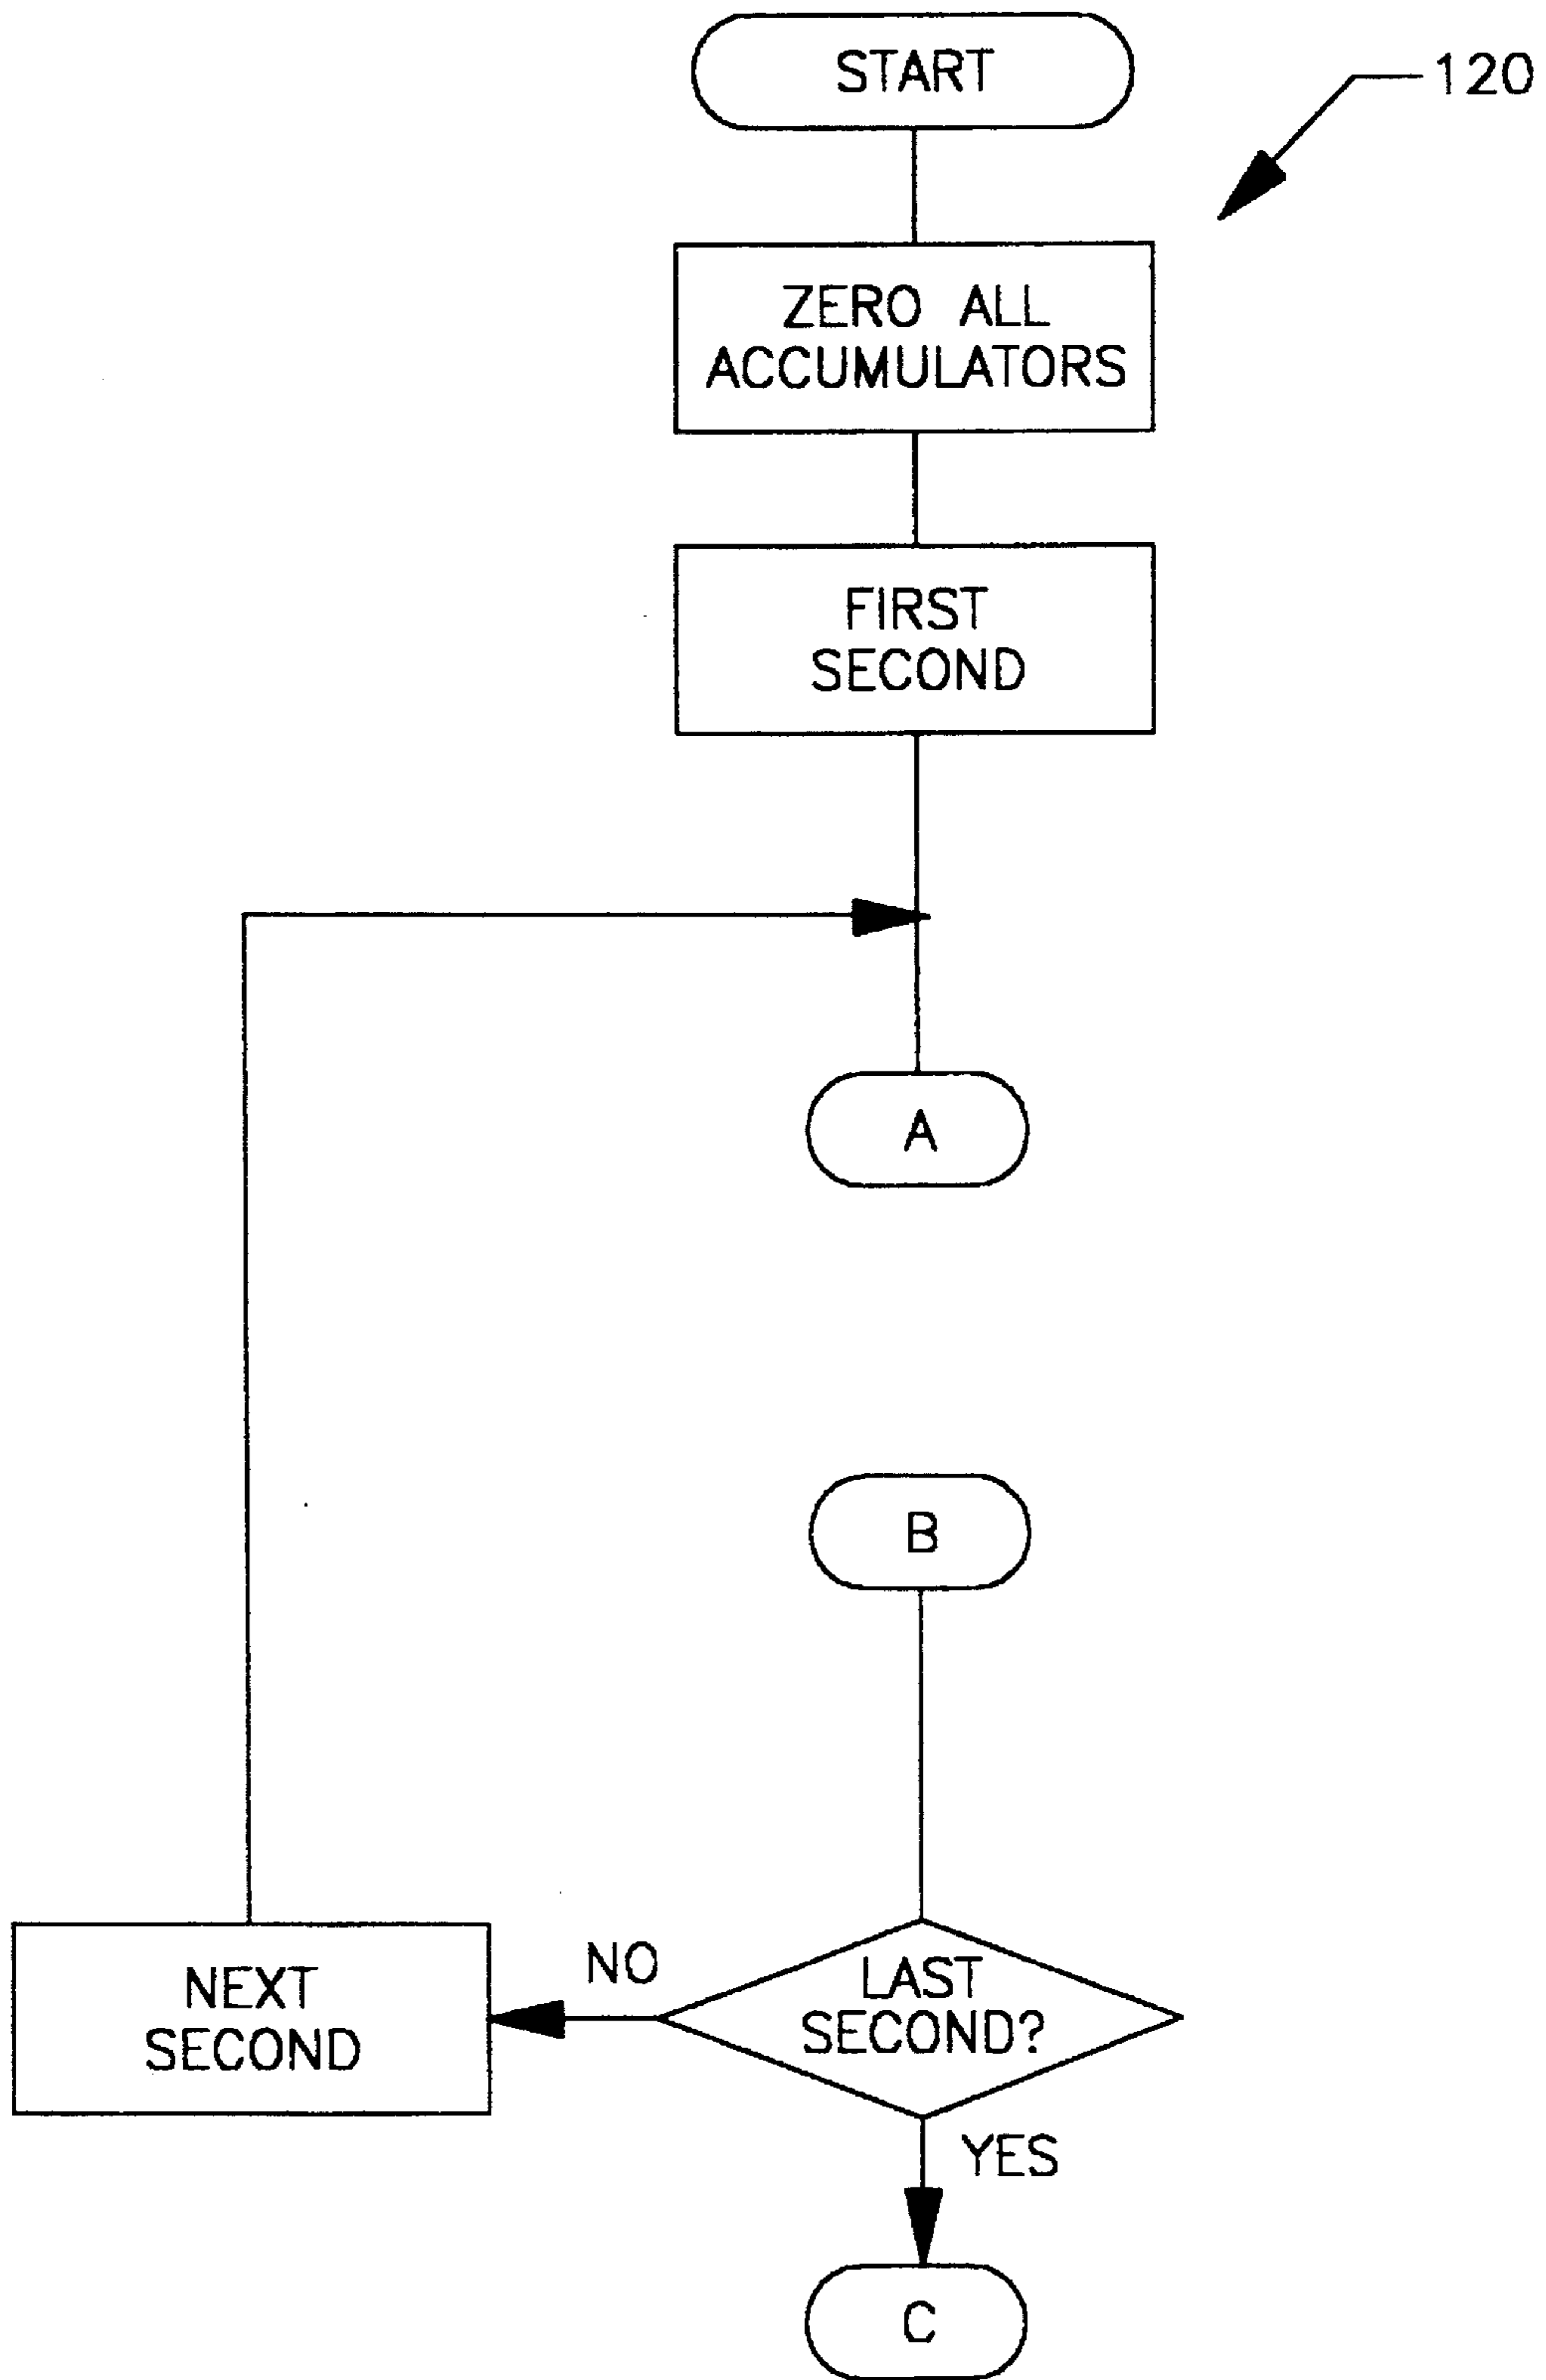 START
120
ZERO ALL
ACCUMULATORS
FIRST
SECOND
A
B
LAST
SECOND?
NO
NEXT
SECOND
YES
C